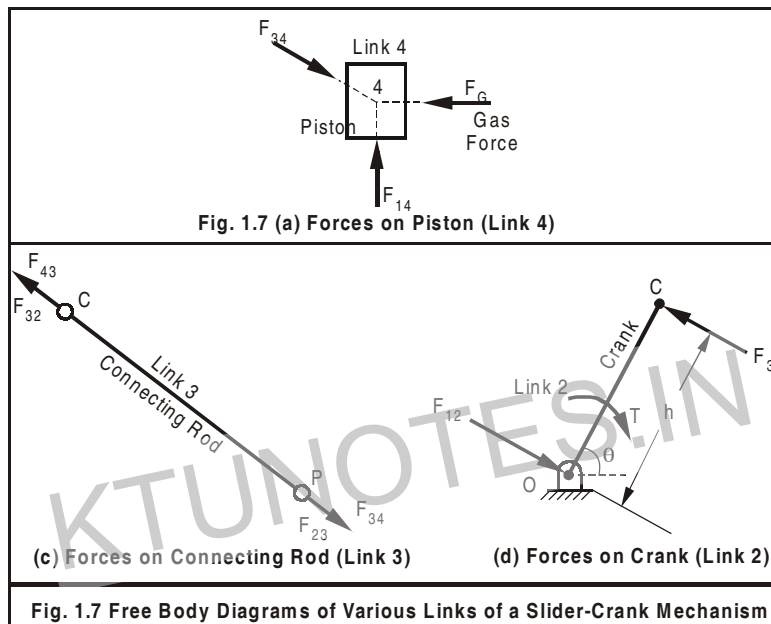 F34
Link 4
4
FG
Gas
Force
Piston
F14
Fig. 1.7 (a) Forces on Piston (Link 4)
F43
F32
C
Link 3
Connecting Rod
P
F23
F34
(c) Forces on Connecting Rod (Link 3)
C
Crank
F3
Link 2
F12
T
h
θ
O
(d) Forces on Crank (Link 2)
KTUNOTES.IN
Fig. 1.7 Free Body Diagrams of Various Links of a Slider-Crank Mechanism